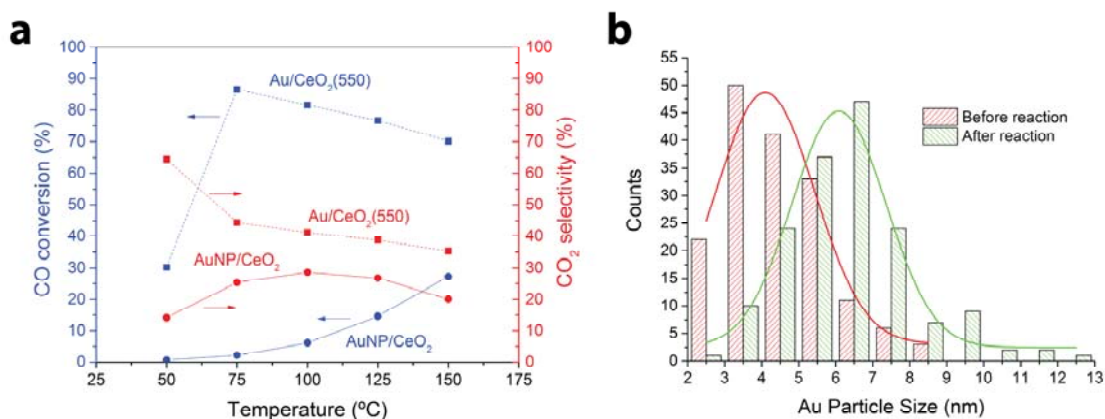 a
100
90
80
70
60
50
40
30
20
10
0
CO conversion (%)
Au/CeO₂(550)
Au/CeO₂(550)
AuNP/CeO₂
AuNP/CeO₂
100
90
80
70
60
50
40
30
20
10
0
CO₂ selectivity (%)
25 50 75 100 125 150 175
Temperature (ºC)
b
55
50
45
40
35
30
25
20
15
10
5
0
Counts
Before reaction
After reaction
2 3 4 5 6 7 8 9 10 11 12 13
Au Particle Size (nm)